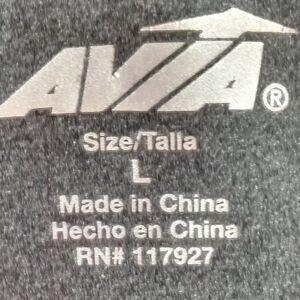 AVIA®
Size/Talla
L
Made in China
Hecho en China
RN# 117927